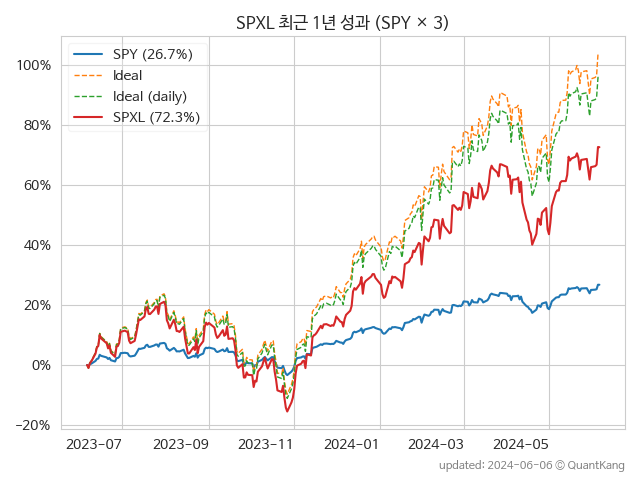 SPXL 최근 1년 성과 (SPY × 3)
SPY (26.7%)
Ideal
Ideal (daily)
SPXL (72.3%)
100%
80%
60%
40%
20%
0%
−20%
2023-07
2023-09
2023-11
2024-01
2024-03
2024-05
updated: 2024-06-06 ⓒ QuantKang